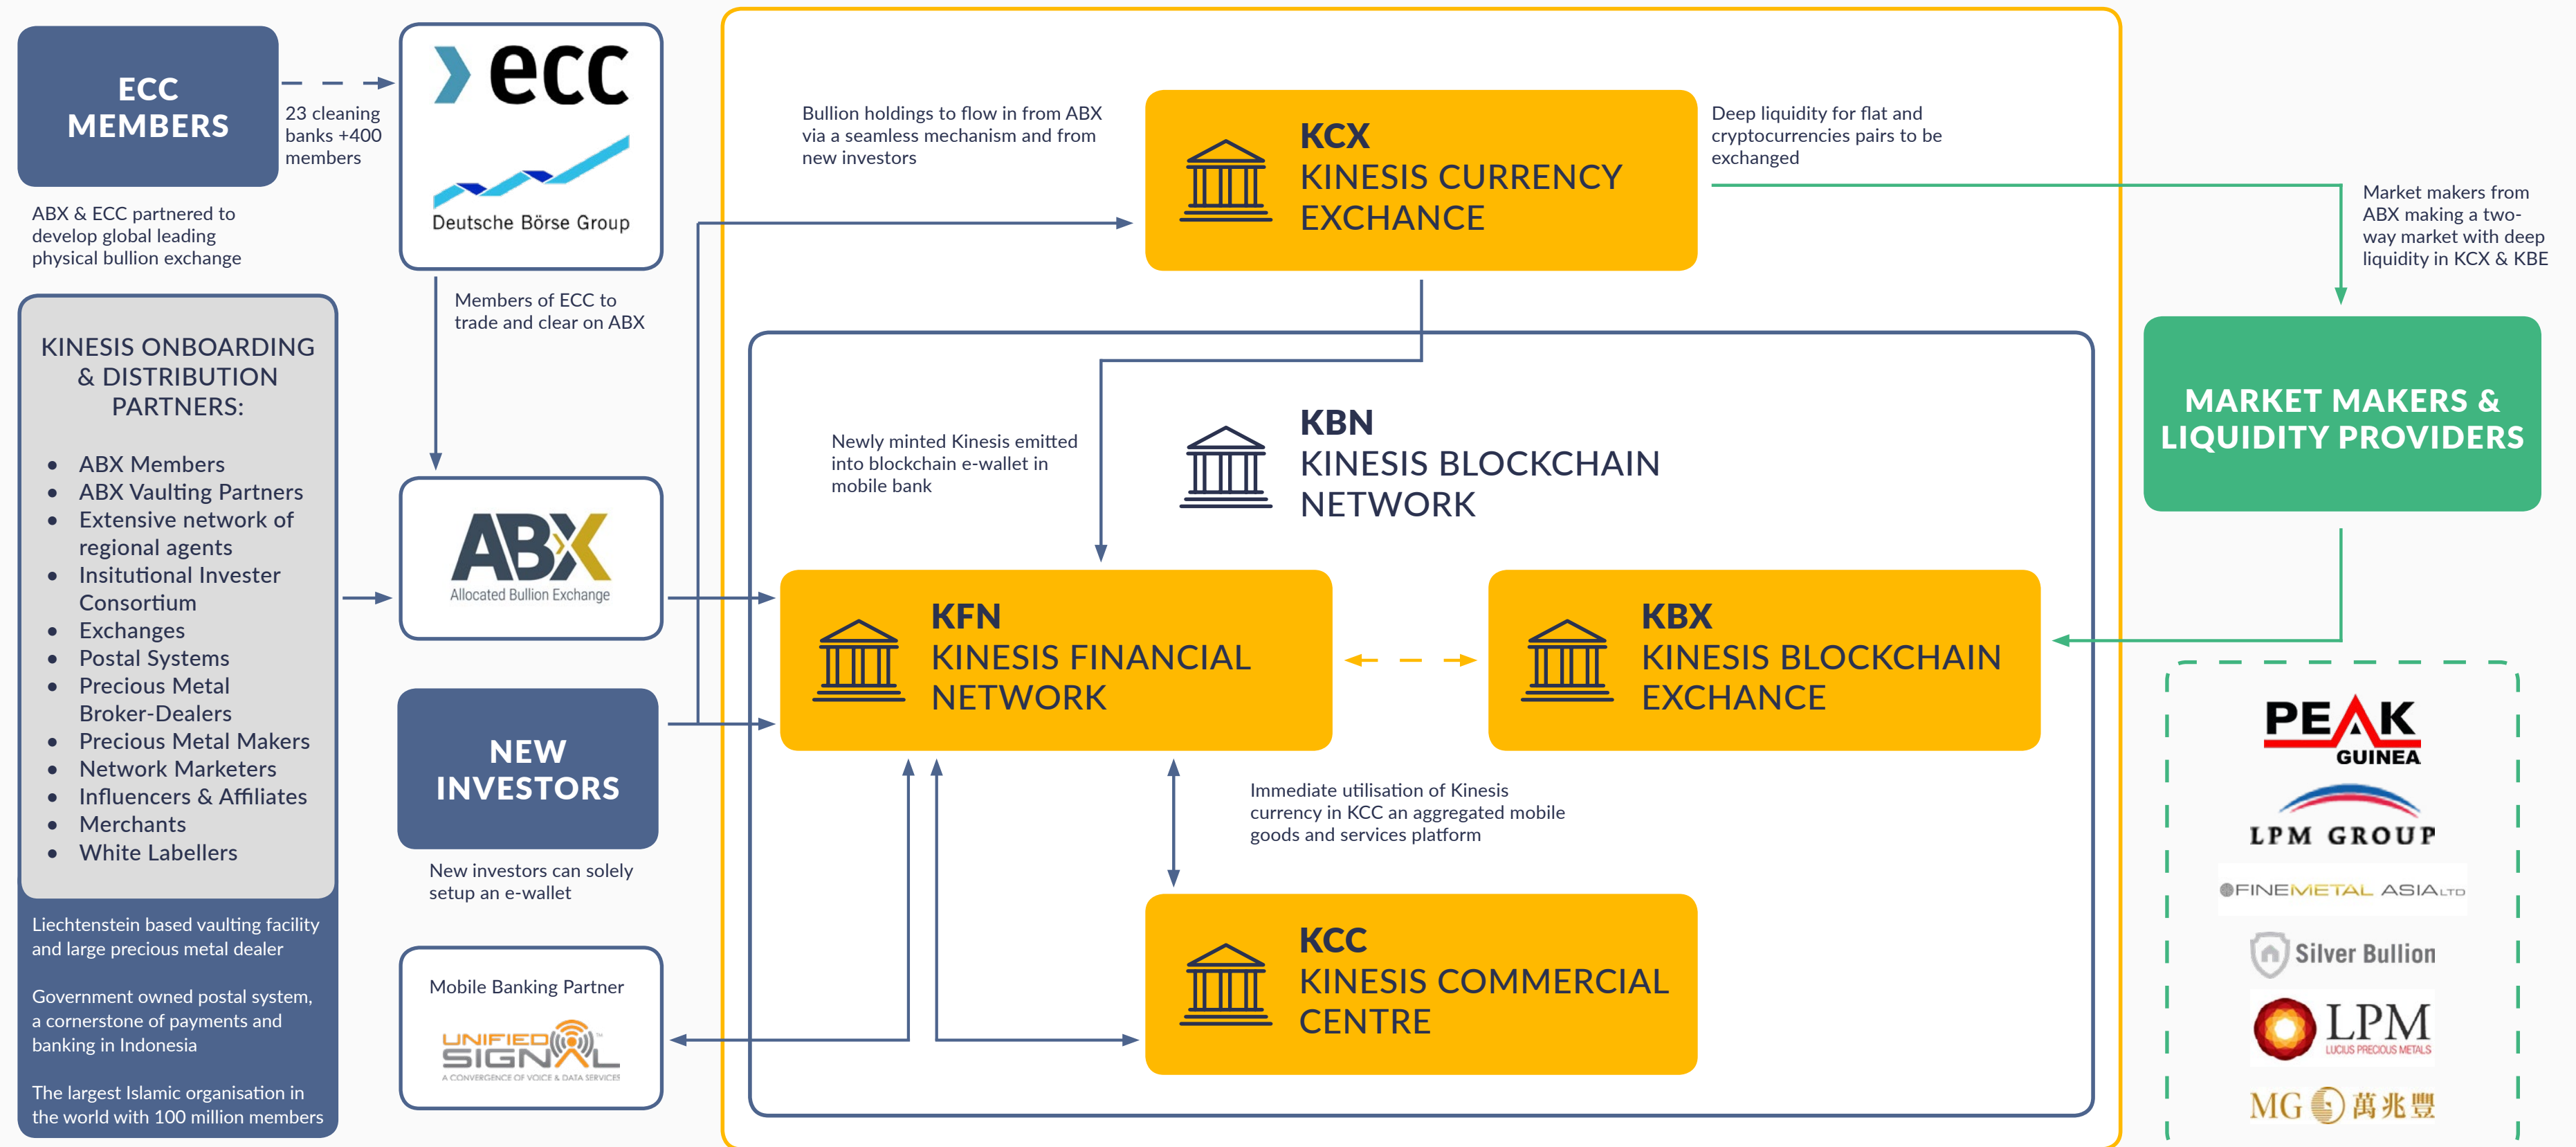 ECC
MEMBERS
23 cleaning
banks +400
members
ABX & ECC partnered to
develop global leading
physical bullion exchange
ecc
Deutsche Börse Group
Members of ECC to
trade and clear on ABX
KINESIS ONBOARDING
& DISTRIBUTION
PARTNERS:
• ABX Members
• ABX Vaulting Partners
• Extensive network of
regional agents
• Insitutional Invester
Consortium
• Exchanges
• Postal Systems
• Precious Metal
Broker-Dealers
• Precious Metal Makers
• Network Marketers
• Influencers & Affiliates
• Merchants
• White Labellers
Liechtenstein based vaulting facility
and large precious metal dealer
Government owned postal system,
a cornerstone of payments and
banking in Indonesia
The largest Islamic organisation in
the world with 100 million members
ABX
Allocated Bullion Exchange
NEW
INVESTORS
New investors can solely
setup an e-wallet
Mobile Banking Partner
UNIFIED
SIGNAL
A CONVERGENCE OF VOICE & DATA SERVICES
Bullion holdings to flow in from ABX
via a seamless mechanism and from
new investors
KCX
KINESIS CURRENCY
EXCHANCE
Deep liquidity for flat and
cryptocurrencies pairs to be
exchanged
Newly minted Kinesis emitted
into blockchain e-wallet in
mobile bank
KBN
KINESIS BLOCKCHAIN
NETWORK
KFN
KINESIS FINANCIAL
NETWORK
KBX
KINESIS BLOCKCHAIN
EXCHANCE
Immediate utilisation of Kinesis
currency in KCC an aggregated mobile
goods and services platform
KCC
KINESIS COMMERCIAL
CENTRE
Market makers from
ABX making a two-
way market with deep
liquidity in KCX & KBE
MARKET MAKERS &
LIQUIDITY PROVIDERS
PEAK
GUINEA
LPM GROUP
FINEMETAL ASIA LTD
Silver Bullion
LPM
LUCIUS PRECIOUS METALS
MG 萬兆豐